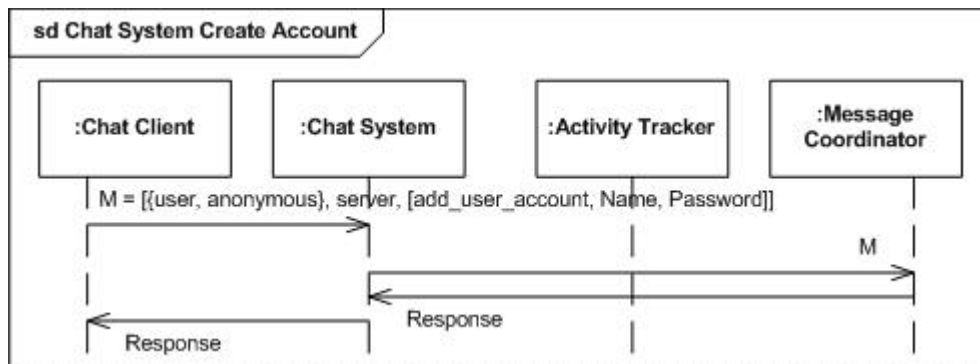 sd Chat System Create Account
:Chat Client
:Chat System
:Activity Tracker
:Message
Coordinator
M = [{user, anonymous}, server, [add_user_account, Name, Password]]
M
Response
Response